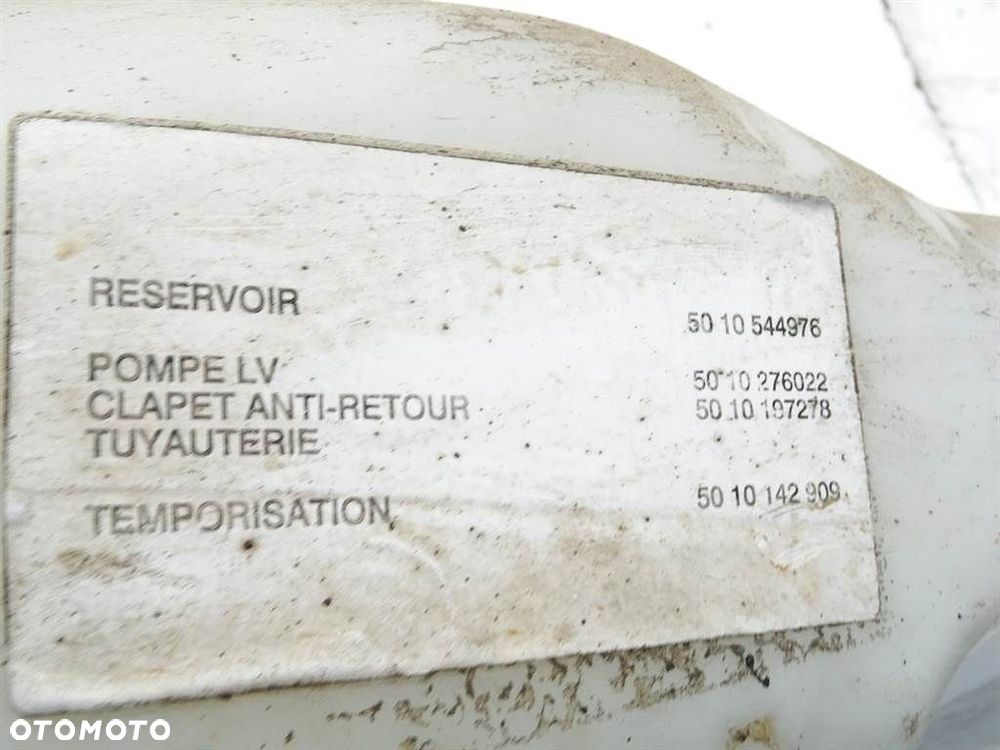 RESERVOIR 50 10 544976
POMPE LV 50 10 276022
CLAPET ANTI-RETOUR 50 10 197278
TUYAUTERIE
TEMPORISATION 50 10 142 909
OTOMOTO